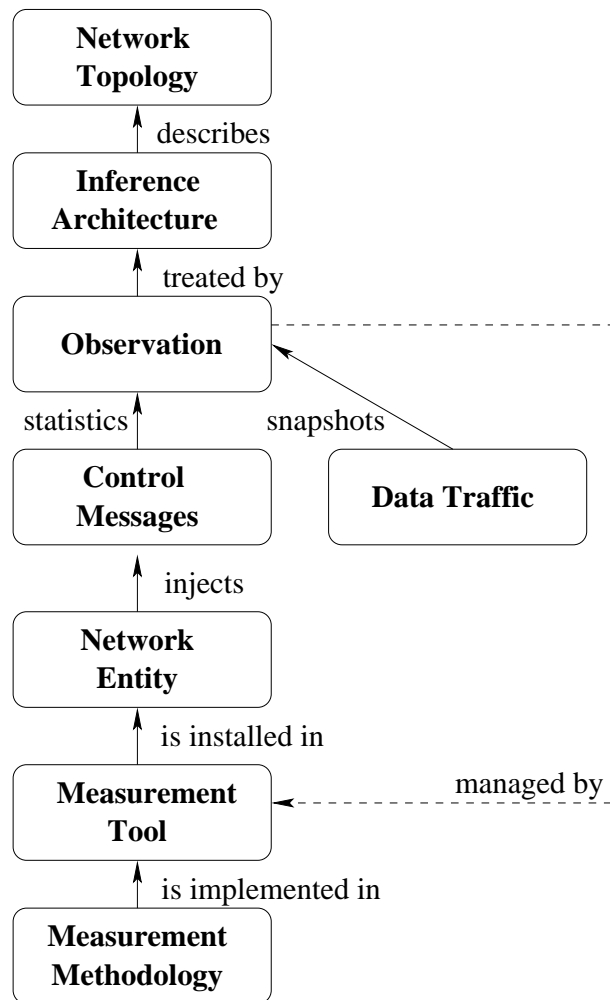 Network
Topology
describes
Inference
Architecture
treated by
Observation
statistics
snapshots
Control
Messages
Data Traffic
injects
Network
Entity
is installed in
Measurement
Tool
managed by
is implemented in
Measurement
Methodology